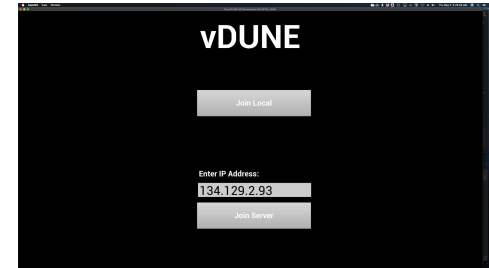 vDUNE
Join Local
Enter IP Address:
134.129.2.93
Join Server